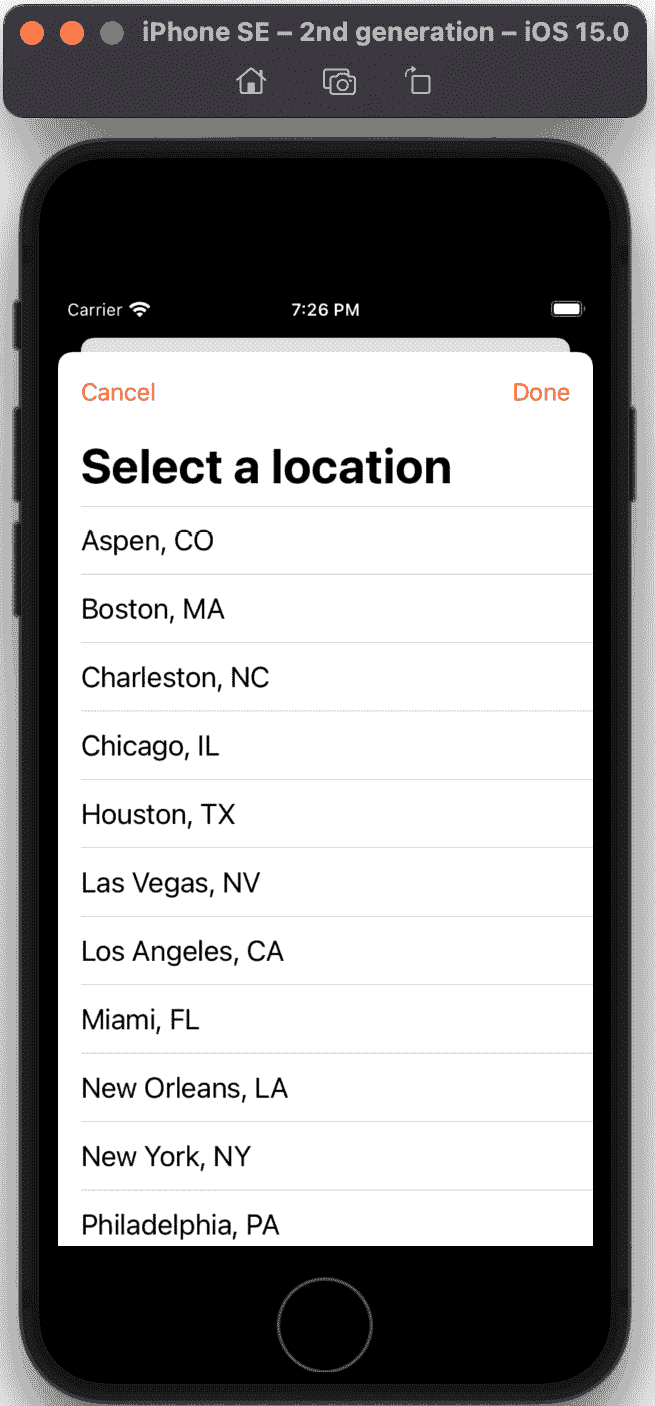 iPhone SE – 2nd generation – iOS 15.0
Carrier 7:26 PM
Cancel Done
Select a location
Aspen, CO
Boston, MA
Charleston, NC
Chicago, IL
Houston, TX
Las Vegas, NV
Los Angeles, CA
Miami, FL
New Orleans, LA
New York, NY
Philadelphia, PA